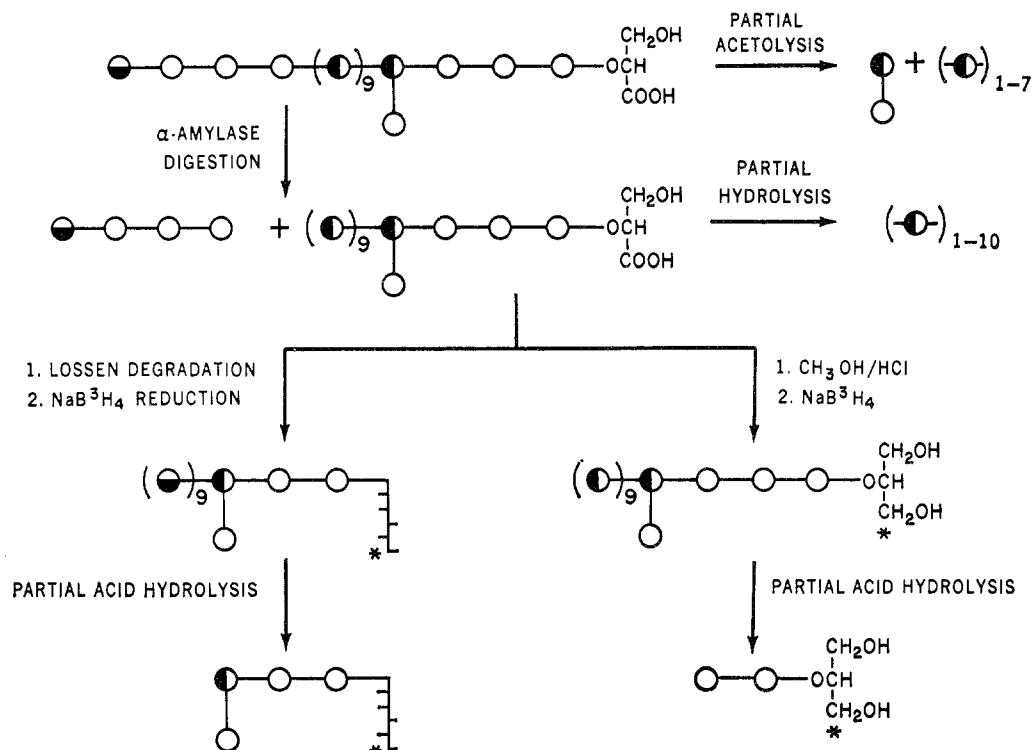 PARTIAL
ACETOLYSIS
CH₂OH
( )₉ OCH + ( )₁₋₇
COOH
α-AMYLASE
DIGESTION
PARTIAL
HYDROLYSIS
CH₂OH
+ ( )₉ OCH ( )₁₋₁₀
COOH
1. LOSSEN DEGRADATION
2. NaB³H₄ REDUCTION
1. CH₃OH/HCl
2. NaB³H₄
( )₉
*
CH₂OH
( )₉ OCH
CH₂OH
*
PARTIAL ACID HYDROLYSIS
PARTIAL ACID HYDROLYSIS
*
CH₂OH
OCH
CH₂OH
*